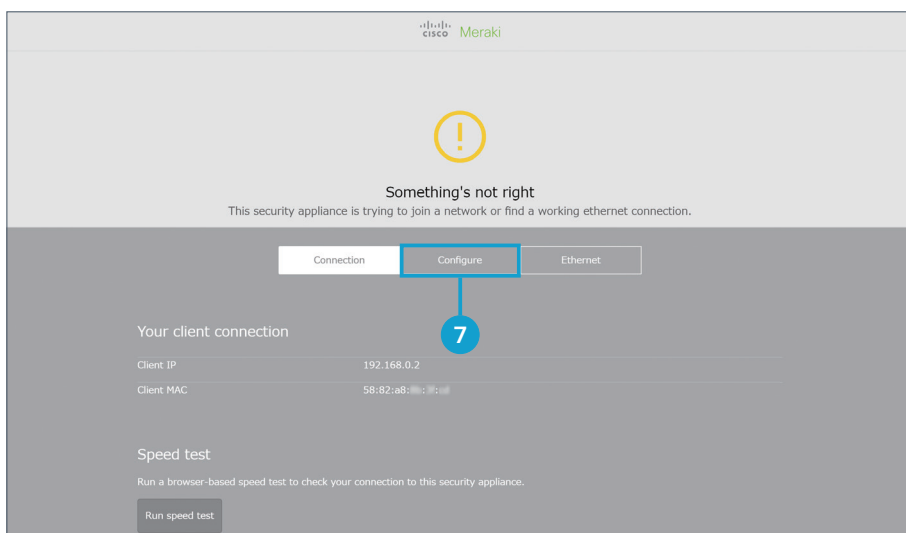 cisco Meraki
Something's not right
This security appliance is trying to join a network or find a working ethernet connection.
Connection Configure Ethernet
7
Your client connection
Client IP 192.168.0.2
Client MAC 58:82:a8:
Speed test
Run a browser-based speed test to check your connection to this security appliance.
Run speed test